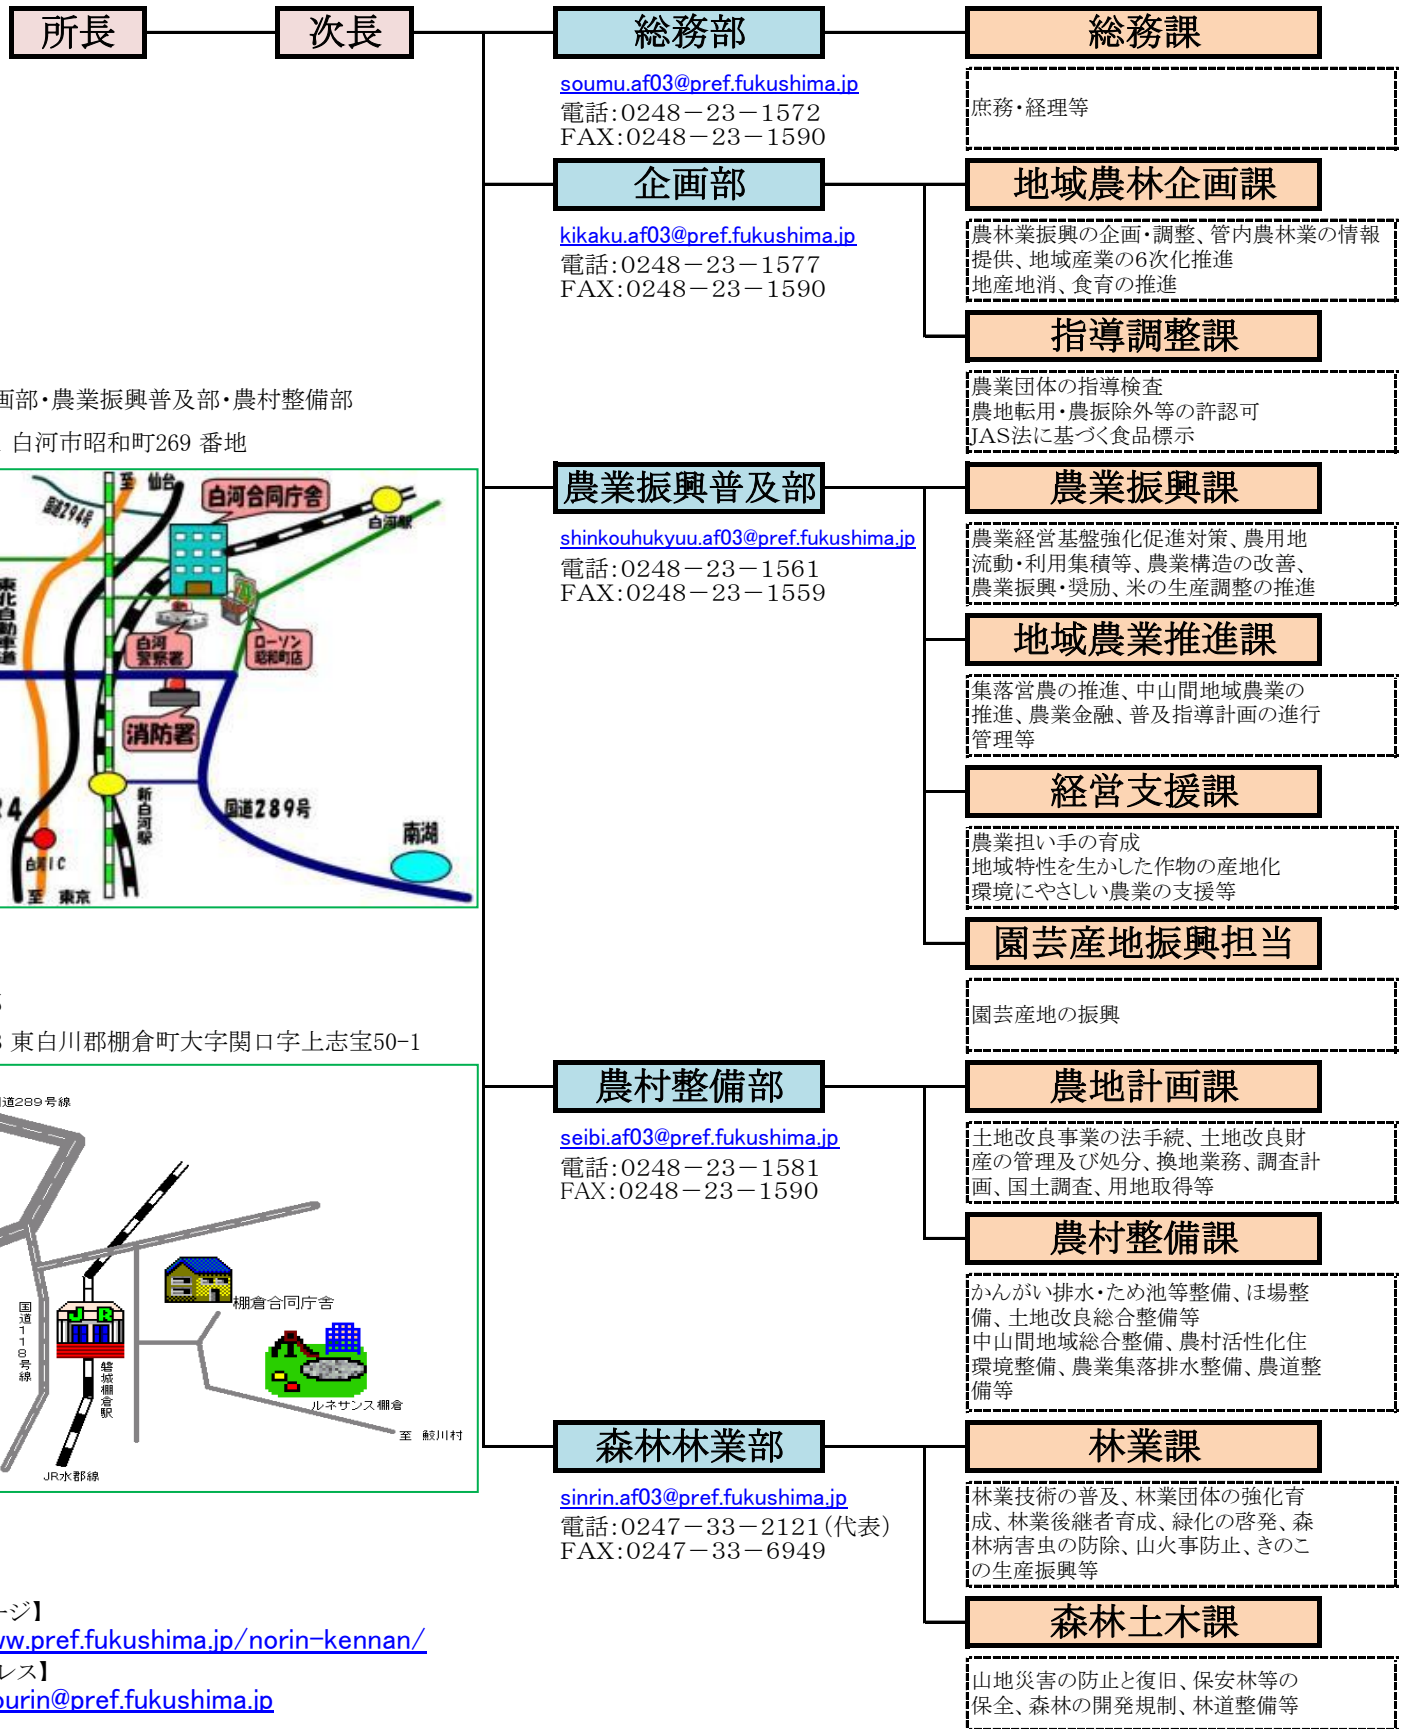 所長
次長
総務部
総務課
soumu.af03@pref.fukushima.jp
電話:0248-23-1572
FAX:0248-23-1590
庶務・経理等
企画部
地域農林企画課
kikaku.af03@pref.fukushima.jp
電話:0248-23-1577
FAX:0248-23-1590
農林業振興の企画・調整、管内農林業の情報
提供、地域産業の6次化推進
地産地消、食育の推進
指導調整課
農業団体の指導検査
農地転用・農振除外等の許認可
JAS法に基づく食品標示
画部・農業振興普及部・農村整備部
白河市昭和町269 番地
至 仙台
国道294号
白河合同庁舎
白河駅
東北自動車道
白河
警察署
ローソン
昭和町店
消防署
新白河駅
国道289号
南湖
4
白河IC
至 東京
農業振興普及部
農業振興課
shinkouhukyuu.af03@pref.fukushima.jp
電話:0248-23-1561
FAX:0248-23-1559
農業経営基盤強化促進対策、農用地
流動・利用集積等、農業構造の改善、
農業振興・奨励、米の生産調整の推進
地域農業推進課
集落営農の推進、中山間地域農業の
推進、農業金融、普及指導計画の進行
管理等
経営支援課
農業担い手の育成
地域特性を生かした作物の産地化
環境にやさしい農業の支援等
園芸産地振興担当
園芸産地の振興
東白川郡棚倉町大字関口字上志宝50-1
道289号線
国道118号線
JR
磐城棚倉駅
棚倉合同庁舎
ルネサンス棚倉
至 鮫川村
JR水郡線
農村整備部
農地計画課
seibi.af03@pref.fukushima.jp
電話:0248-23-1581
FAX:0248-23-1590
土地改良事業の法手続、土地改良財
産の管理及び処分、換地業務、調査計
画、国土調査、用地取得等
農村整備課
かんがい排水・ため池等整備、ほ場整
備、土地改良総合整備等
中山間地域総合整備、農村活性化住
環境整備、農業集落排水整備、農道整
備等
森林林業部
林業課
sinrin.af03@pref.fukushima.jp
電話:0247-33-2121(代表)
FAX:0247-33-6949
林業技術の普及、林業団体の強化育
成、林業後継者育成、緑化の啓発、森
林病害虫の防除、山火事防止、きのこ
の生産振興等
森林土木課
山地災害の防止と復旧、保安林等の
保全、森林の開発規制、林道整備等
ージ】
ww.pref.fukushima.jp/norin-kennan/
レス】
ourin@pref.fukushima.jp